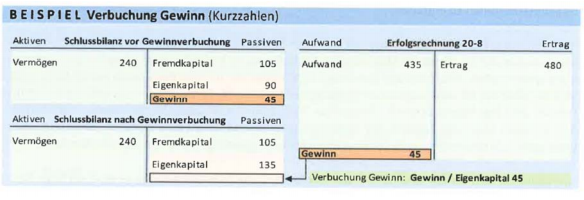 BEISPIEL Verbuchung Gewinn (Kurzzahlen)
Aktiven Schlussbilanz vor Gewinnverbuchung Passiven
Vermögen 240 Fremdkapital 105
Eigenkapital 90
Gewinn 45
Aktiven Schlussbilanz nach Gewinnverbuchung Passiven
Vermögen 240 Fremdkapital 105
Eigenkapital 135
Aufwand Erfolgsrechnung 20-8 Ertrag
Aufwand 435 Ertrag 480
Gewinn 45
Verbuchung Gewinn: Gewinn / Eigenkapital 45